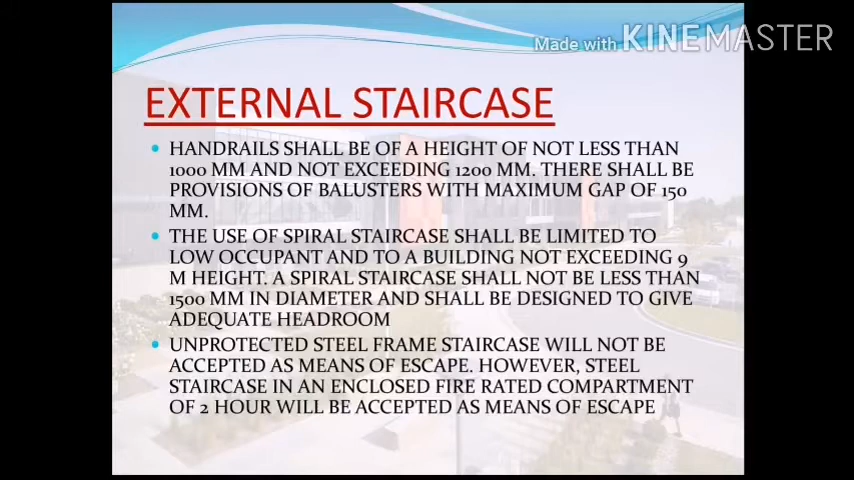 Made with KINEMASTER
EXTERNAL STAIRCASE
• HANDRAILS SHALL BE OF A HEIGHT OF NOT LESS THAN
1000 MM AND NOT EXCEEDING 1200 MM. THERE SHALL BE
PROVISIONS OF BALUSTERS WITH MAXIMUM GAP OF 150
MM.
• THE USE OF SPIRAL STAIRCASE SHALL BE LIMITED TO
LOW OCCUPANT AND TO A BUILDING NOT EXCEEDING 9
M HEIGHT. A SPIRAL STAIRCASE SHALL NOT BE LESS THAN
1500 MM IN DIAMETER AND SHALL BE DESIGNED TO GIVE
ADEQUATE HEADROOM
• UNPROTECTED STEEL FRAME STAIRCASE WILL NOT BE
ACCEPTED AS MEANS OF ESCAPE. HOWEVER, STEEL
STAIRCASE IN AN ENCLOSED FIRE RATED COMPARTMENT
OF 2 HOUR WILL BE ACCEPTED AS MEANS OF ESCAPE